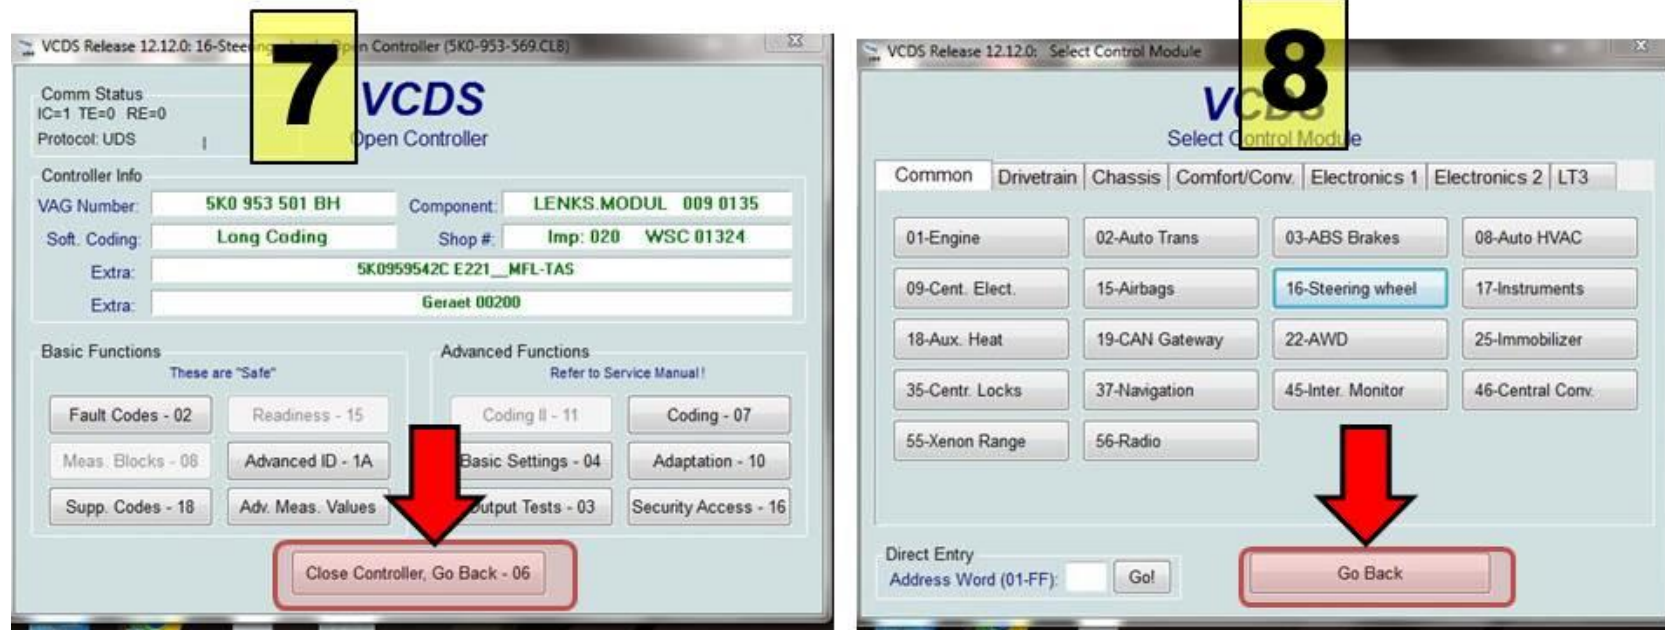 7
VCDS Release 12.12.0: 16-Steering Open Controller (5K0-953-569.CLB)
Comm Status
IC=1 TE=0 RE=0
Protocol: UDS
VCDS
Open Controller
Controller Info
VAG Number: 5K0 953 501 BH Component: LENKS.MODUL 009 0135
Soft. Coding: Long Coding Shop #: Imp: 020 WSC 01324
Extra: 5K0959542C E221__MFL-TAS
Extra: Geraet 00200
Basic Functions
These are "Safe"
Advanced Functions
Refer to Service Manual!
Fault Codes - 02 Readiness - 15 Coding II - 11 Coding - 07
Meas. Blocks - 08 Advanced ID - 1A Basic Settings - 04 Adaptation - 10
Supp. Codes - 18 Adv. Meas. Values Output Tests - 03 Security Access - 16
Close Controller, Go Back - 06
8
VCDS Release 12.12.0: Select Control Module
VCDS
Select Control Module
Common Drivetrain Chassis Comfort/Conv. Electronics 1 Electronics 2 LT3
01-Engine 02-Auto Trans 03-ABS Brakes 08-Auto HVAC
09-Cent. Elect. 15-Airbags 16-Steering wheel 17-Instruments
18-Aux. Heat 19-CAN Gateway 22-AWD 25-Immobilizer
35-Centr. Locks 37-Navigation 45-Inter. Monitor 46-Central Conv.
55-Xenon Range 56-Radio
Direct Entry
Address Word (01-FF): Go!
Go Back